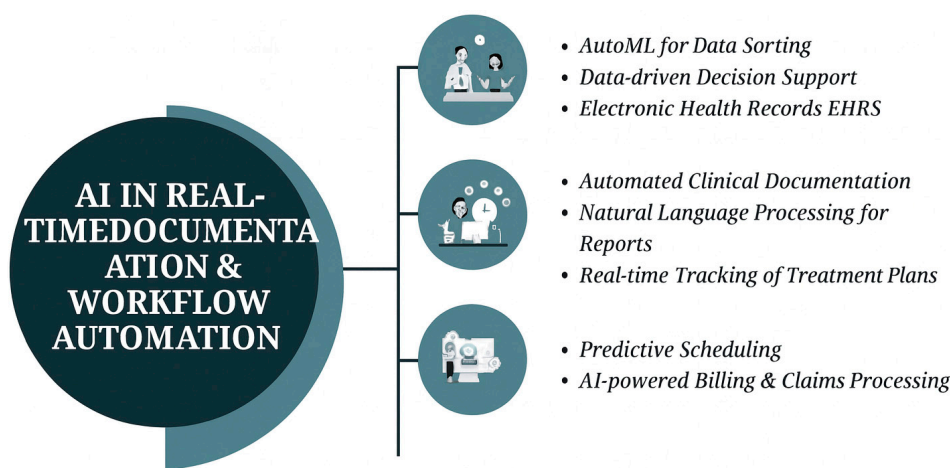 AI IN REAL-
TIMEDOCUMENTA
ATION &
WORKFLOW
AUTOMATION
• AutoML for Data Sorting
• Data-driven Decision Support
• Electronic Health Records EHRS
• Automated Clinical Documentation
• Natural Language Processing for
Reports
• Real-time Tracking of Treatment Plans
• Predictive Scheduling
• AI-powered Billing & Claims Processing